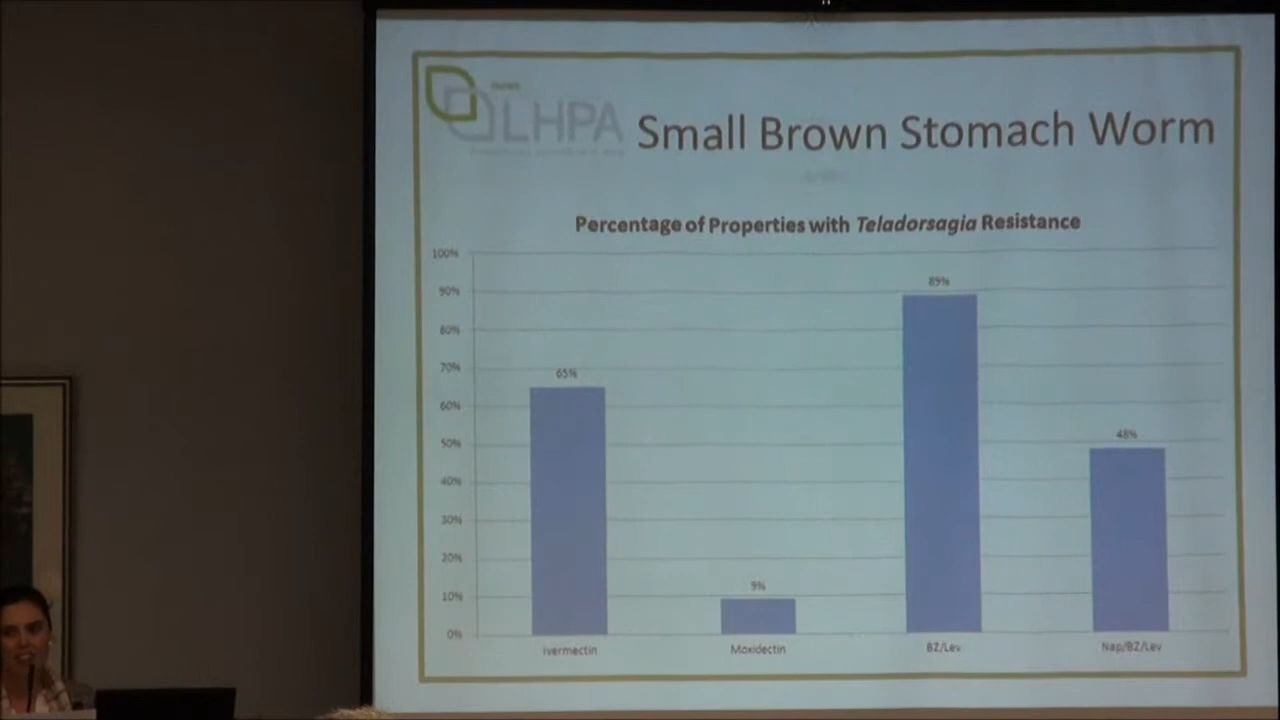 LHPA
Small Brown Stomach Worm
Percentage of Properties with Teladorsagia Resistance
100%
90%
80%
70%
60%
50%
40%
30%
20%
10%
0%
65%
9%
89%
48%
Ivermectin
Moxidectin
BZ/Lev
Nap/BZ/Lev